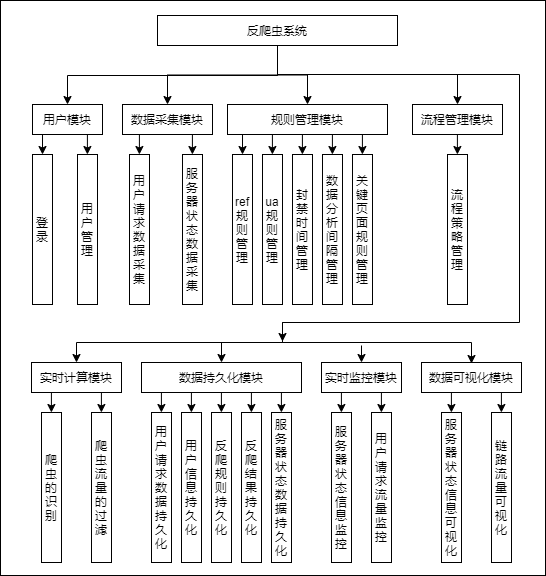 反爬虫系统
用户模块
数据采集模块
规则管理模块
流程管理模块
登录
用户管理
用户请求数据采集
服务器状态数据采集
ref规则管理
ua规则管理
封禁时间管理
数据分析间隔管理
关键页面规则管理
流程策略管理
实时计算模块
数据持久化模块
实时监控模块
数据可视化模块
爬虫的识别
爬虫流量的过滤
用户请求数据持久化
用户信息持久化
反爬规则持久化
反爬结果持久化
服务器状态数据持久化
服务器状态信息监控
用户请求流量监控
服务器状态信息可视化
链路流量可视化